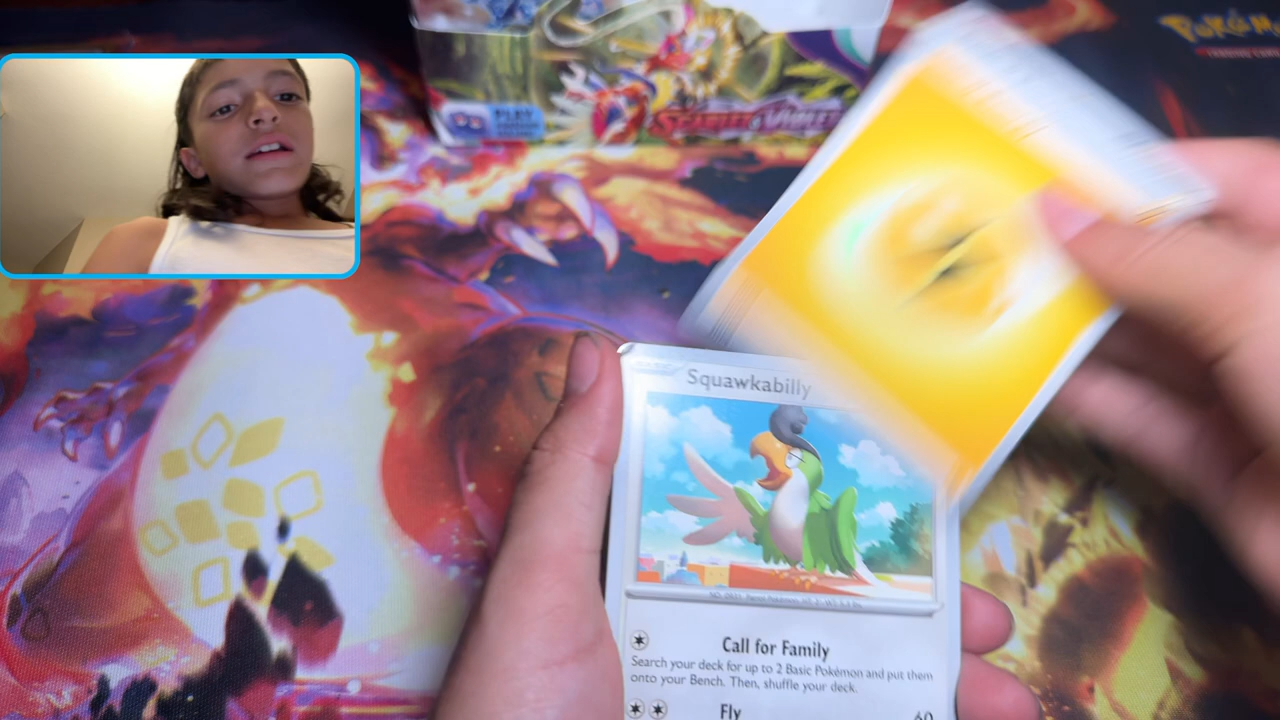 POKÉMON
PLAY
SCARLET & VIOLET
Squawkabilly
Call for Family
Search your deck for up to 2 Basic Pokémon and put them
onto your Bench. Then, shuffle your deck.
Fly
60